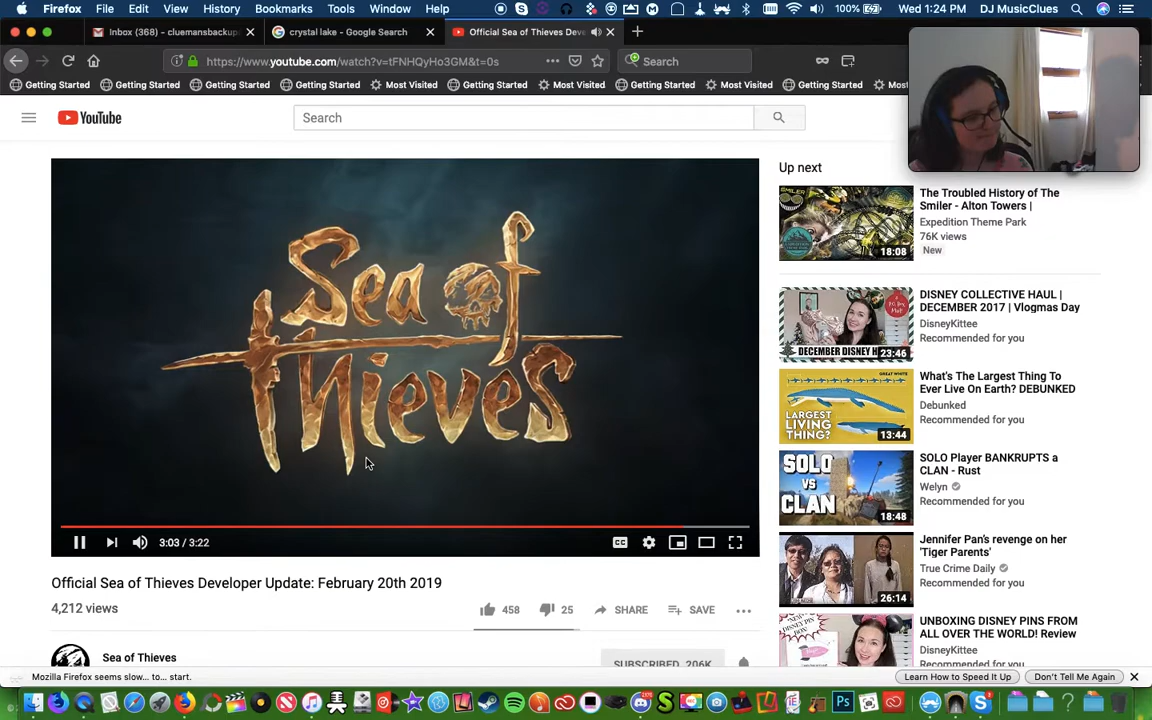 Firefox File Edit View History Bookmarks Tools Window Help 100% Wed 1:24 PM DJ MusicClues
Inbox (368) - cluemansbackup crystal lake - Google Search Official Sea of Thieves Deve
https://www.youtube.com/watch?v=tFNHQyHo3GM&t=0s Search
Getting Started Getting Started Getting Started Getting Started Most Visited Getting Started Most Visited Getting Started Most Visited Getting Started Most Visited
YouTube Search
Sea of
Thieves
3:03 / 3:22
CC
Official Sea of Thieves Developer Update: February 20th 2019
4,212 views
458 25 SHARE SAVE
Sea of Thieves
SUBSCRIBED 206K
Up next
The Troubled History of The
Smiler - Alton Towers |
Expedition Theme Park
76K views
New
18:08
DISNEY COLLECTIVE HAUL |
DECEMBER 2017 | Vlogmas Day
DisneyKittee
Recommended for you
DECEMBER DISNEY H
23:46
What's The Largest Thing To
Ever Live On Earth? DEBUNKED
Debunked
Recommended for you
GREAT WHITE
LARGEST
LIVING
THING?
13:44
SOLO Player BANKRUPTS a
CLAN - Rust
Welyn
Recommended for you
SOLO
VS
CLAN
18:48
Jennifer Pan's revenge on her
'Tiger Parents'
True Crime Daily
Recommended for you
26:14
UNBOXING DISNEY PINS FROM
ALL OVER THE WORLD! Review
DisneyKittee
Recommended for you
Mozilla Firefox seems slow... to... start. Learn How to Speed It Up Don't Tell Me Again